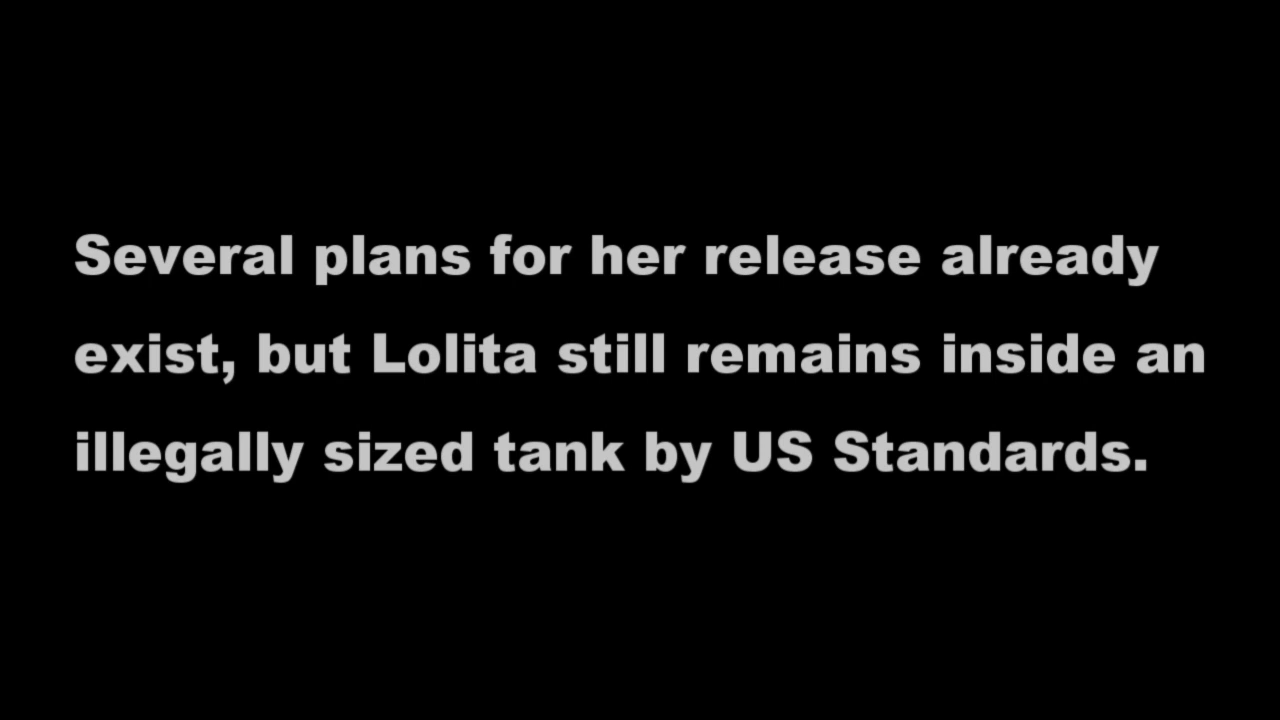 Several plans for her release already
exist, but Lolita still remains inside an
illegally sized tank by US Standards.